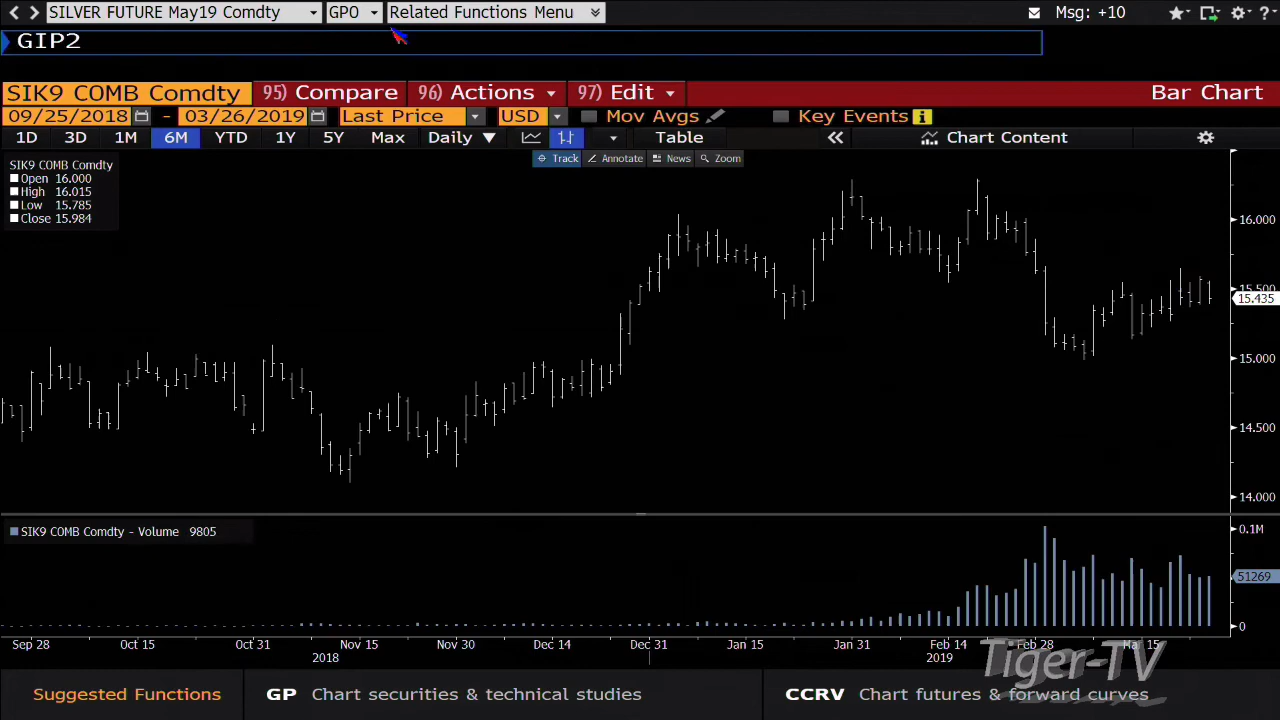 SILVER FUTURE May19 Comdty GPO Related Functions Menu Msg: +10
GIP2
SIK9 COMB Comdty 95) Compare 96) Actions 97) Edit Bar Chart
09/25/2018 - 03/26/2019 Last Price USD Mov Avgs Key Events
1D 3D 1M 6M YTD 1Y 5Y Max Daily Table Chart Content
Track Annotate News Zoom
SIK9 COMB Comdty
Open 16.000
High 16.015
Low 15.785
Close 15.984
16.000
15.500
15.435
15.000
14.500
14.000
SIK9 COMB Comdty - Volume 9805
0.1M
51269
0
Sep 28 Oct 15 Oct 31 Nov 15 Nov 30 Dec 14 Dec 31 Jan 15 Jan 31 Feb 14 Feb 28 Mar 15
2018 2019
Tiger-TV
Suggested Functions GP Chart securities & technical studies CCRV Chart futures & forward curves